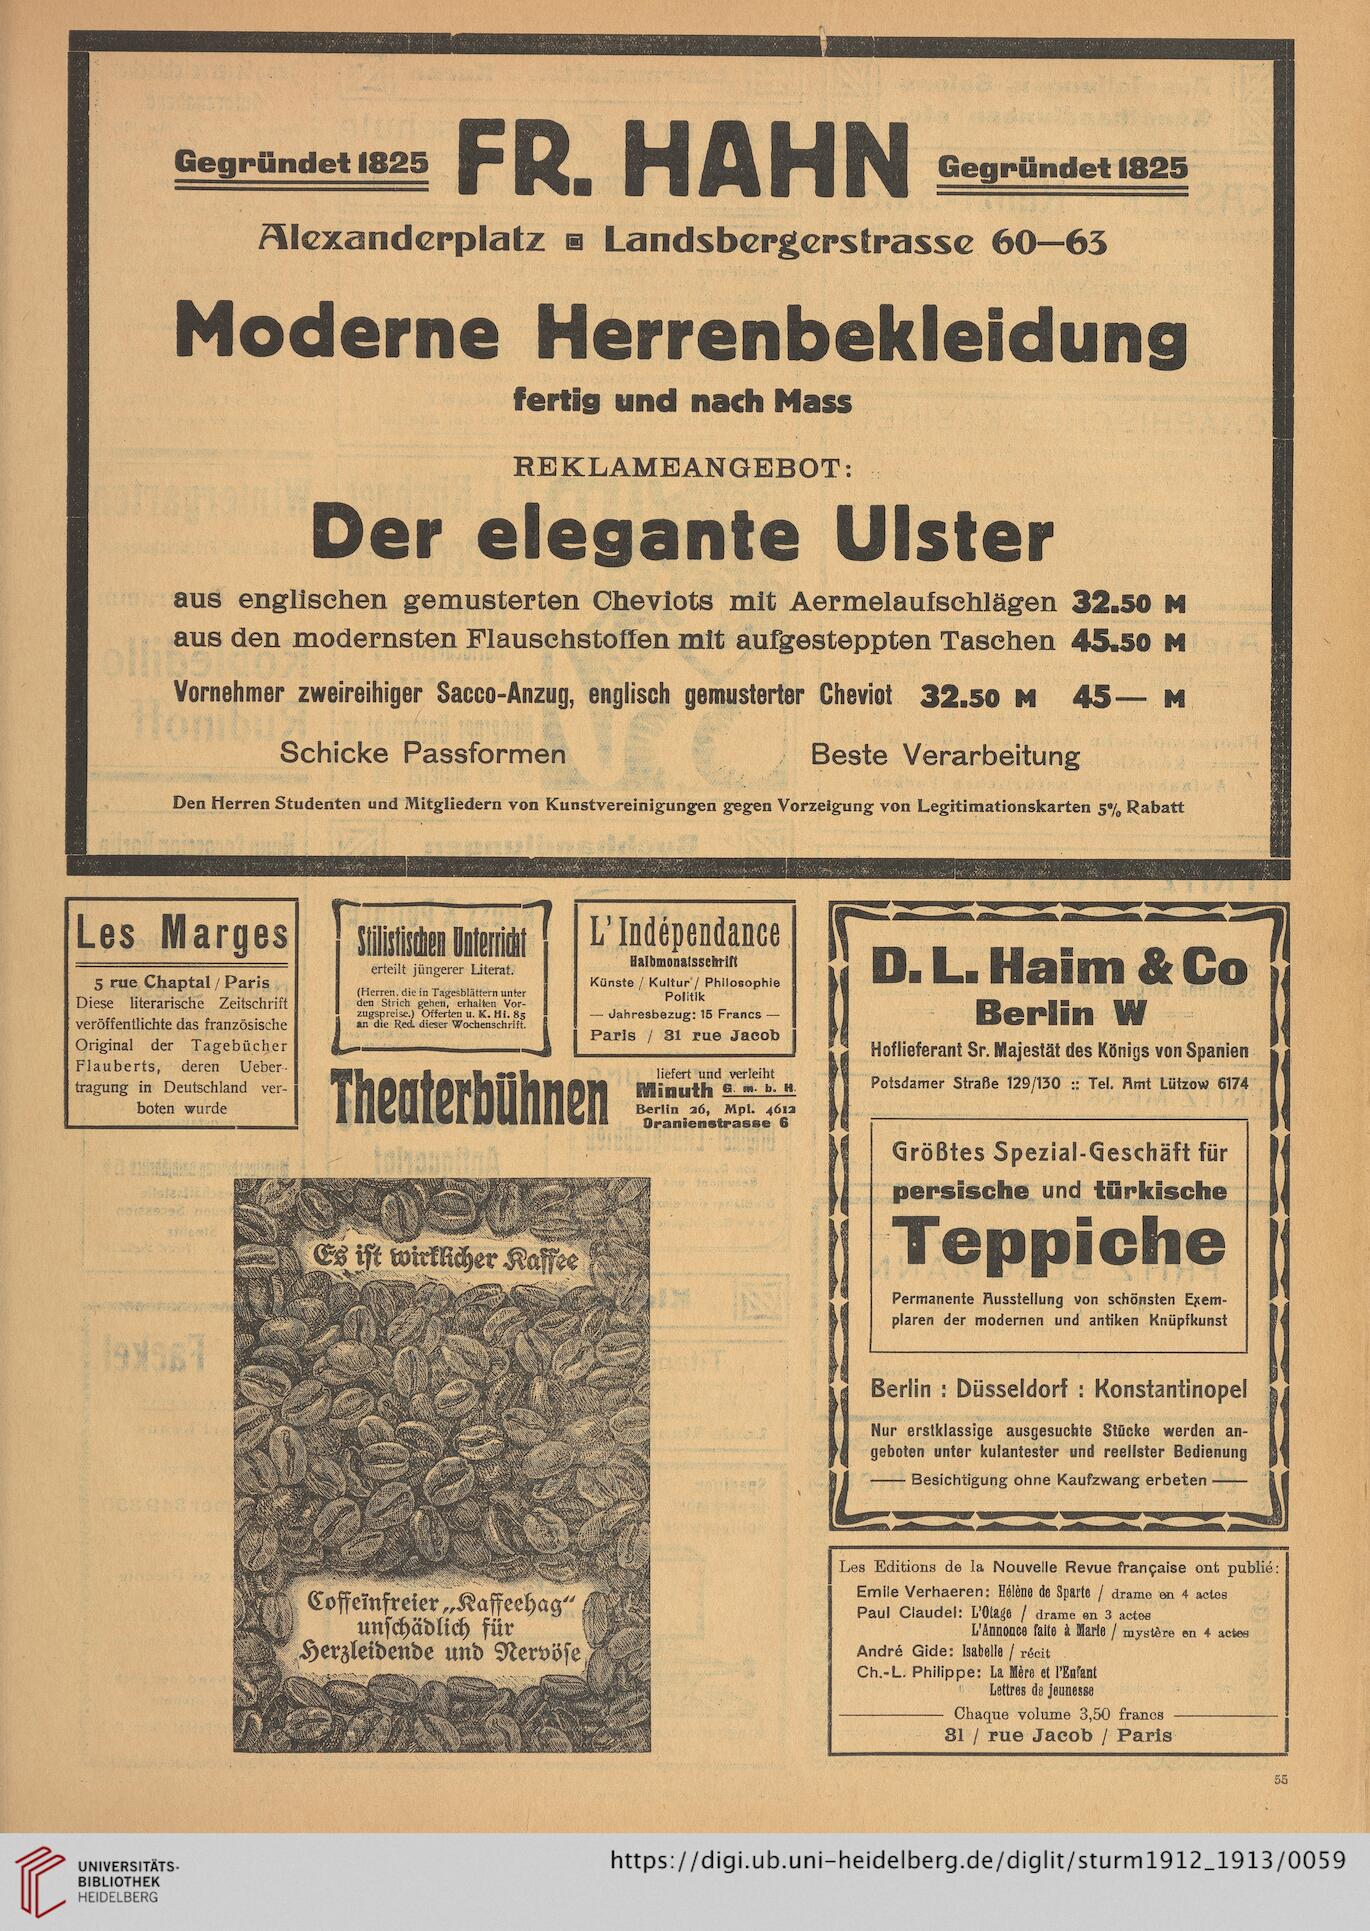 Gegründet 1825 FR. HAHN Gegründet 1825
Alexanderplatz Landsbergerstrasse 60—63
Moderne Herrenbekleidung
fertig und nach Mass
REKLAMEANGEBOT:
Der elegante Ulster
aus englischen gemusterten Cheviots mit Aermelaufschlägen 32.50 M
aus den modernsten Flauschstoffen mit aufgesteppten Taschen 45.50 M
Vornehmer zweireihiger Sacco-Anzug, englisch gemusterter Cheviot 32.50 M 45— M
Schicke Passformen Beste Verarbeitung
Den Herren Studenten und Mitgliedern von Kunstvereinigungen gegen Vorzeigung von Legitimationskarten 5% Rabatt
Les Marges
5 rue Chaptal / Paris
Diese literarische Zeitschrift
veröffentlichte das französische
Original der Tagebücher
Flauberts, deren Ueber-
tragung in Deutschland ver-
boten wurde
Stilistischen Unterricht
erteilt jüngerer Literat.
(Herren, die in Tagesblättern unter
den Strich gehen, erhalten Vor-
zugspreise.) Offerten u. K. Hi. 85
an die Red. dieser Wochenschrift.
L'Indépendance
Halbmonatsschrift
Künste / Kultur / Philosophie
Politik
— Jahresbezug: 15 Francs —
Paris / 31 rue Jacob
Theaterbühnen
liefert und verleiht
Minuth G. m. b. H.
Berlin 26, Mpl. 4612
Oranienstrasse 6
Es ist wirklicher Kaffee
Coffeinfreier „Kaffeehag"
unschädlich für
Herzleidende und Nervöse
D. L. Haim & Co
Berlin W
Hoflieferant Sr. Majestät des Königs von Spanien
Potsdamer Straße 129/130 :: Tel. Amt Lützow 6174
Größtes Spezial-Geschäft für
persische und türkische
Teppiche
Permanente Ausstellung von schönsten Exem-
plaren der modernen und antiken Knüpfkunst
Berlin : Düsseldorf : Konstantinopel
Nur erstklassige ausgesuchte Stücke werden an-
geboten unter kulantester und reellster Bedienung
— Besichtigung ohne Kaufzwang erbeten —
Les Editions de la Nouvelle Revue française ont publié:
Emile Verhaeren: Hélène de Sparte / drame en 4 actes
Paul Claudel: L'Otage / drame en 3 actes
L'Annonce faite à Marie / mystère en 4 actes
André Gide: Isabelle / récit
Ch.-L. Philippe: La Mère et l'Enfant
Lettres de jeunesse
Chaque volume 3,50 francs
31 / rue Jacob / Paris
55
UNIVERSITÄTS-
BIBLIOTHEK
HEIDELBERG
https://digi.ub.uni-heidelberg.de/diglit/sturm1912_1913/0059